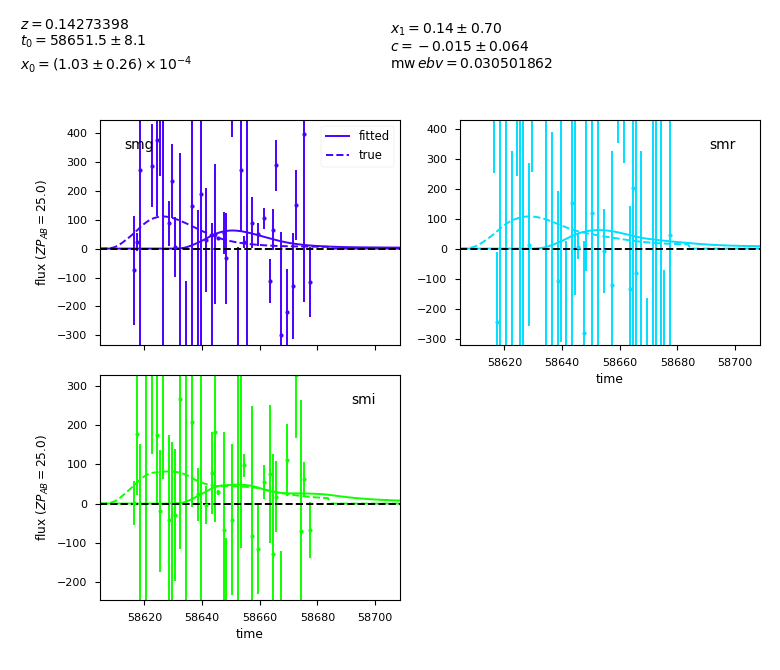 z = 0.14273398
t₀ = 58651.5 ± 8.1
x₀ = (1.03 ± 0.26) × 10⁻⁴
x₁ = 0.14 ± 0.70
c = −0.015 ± 0.064
mw ebv = 0.030501862
smg
fitted
true
400
300
200
100
0
−100
−200
−300
flux (ZP_AB = 25.0)
smr
400
300
200
100
0
−100
−200
−300
58620 58640 58660 58680 58700
time
smi
300
200
100
0
−100
−200
flux (ZP_AB = 25.0)
58620 58640 58660 58680 58700
time